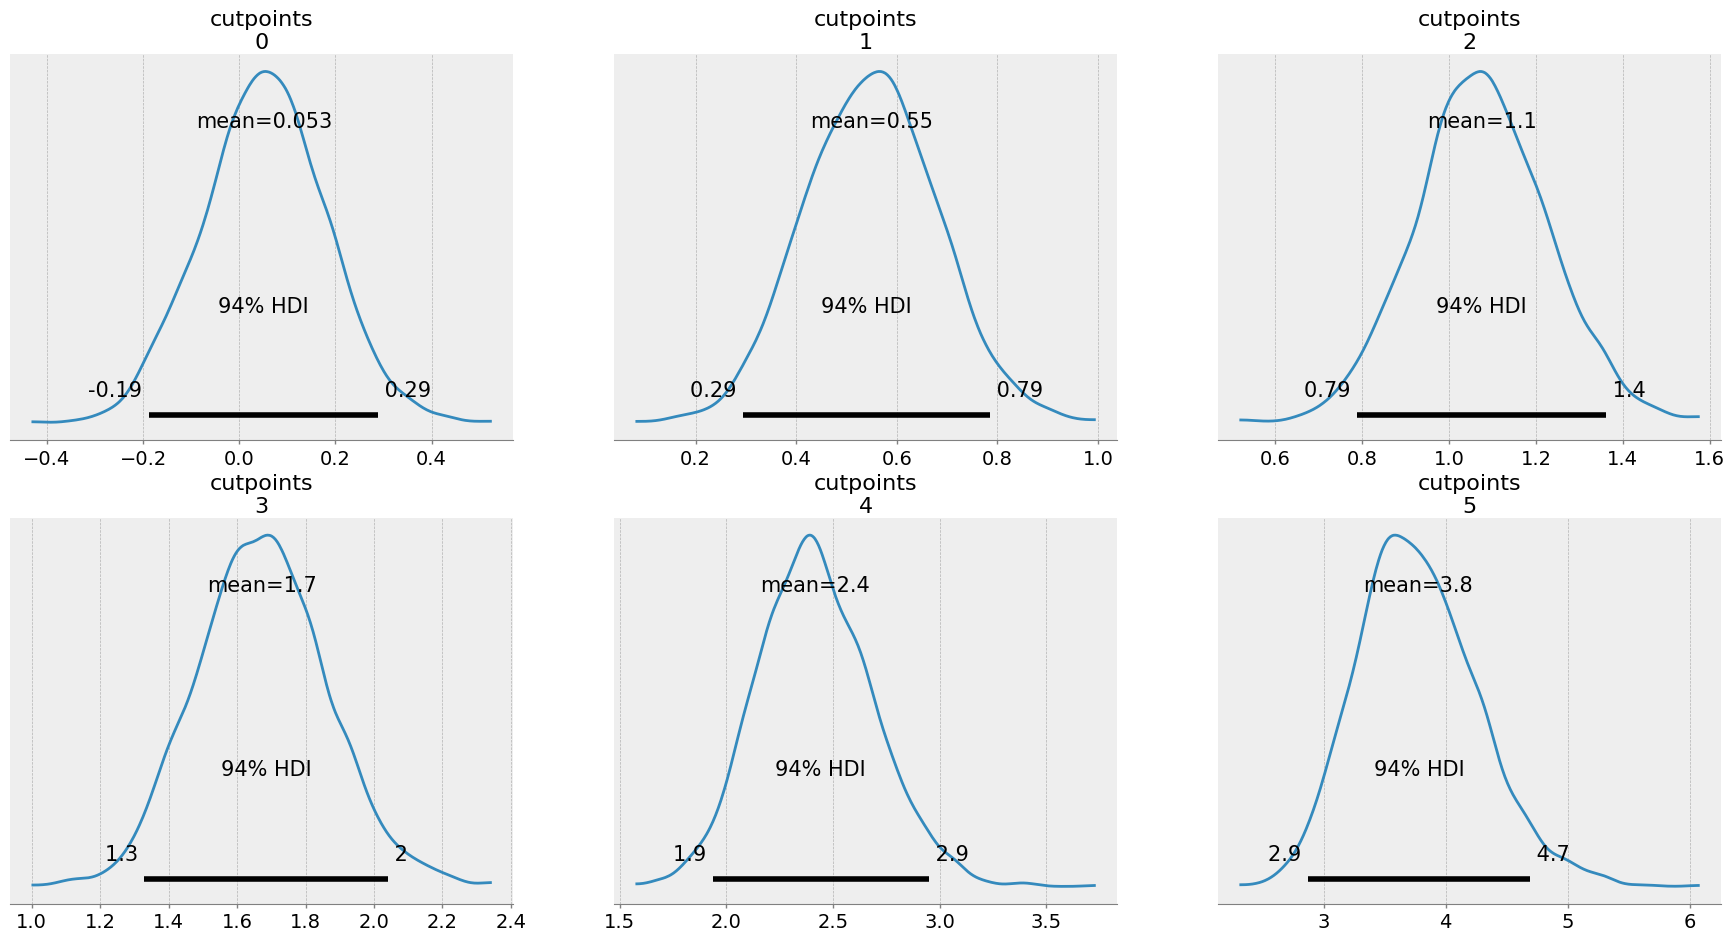 cutpoints
0
mean=0.053
94% HDI
-0.19 0.29
−0.4 −0.2 0.0 0.2 0.4
cutpoints
1
mean=0.55
94% HDI
0.29 0.79
0.2 0.4 0.6 0.8 1.0
cutpoints
2
mean=1.1
94% HDI
0.79 1.4
0.6 0.8 1.0 1.2 1.4 1.6
cutpoints
3
mean=1.7
94% HDI
1.3 2
1.0 1.2 1.4 1.6 1.8 2.0 2.2 2.4
cutpoints
4
mean=2.4
94% HDI
1.9 2.9
1.5 2.0 2.5 3.0 3.5
cutpoints
5
mean=3.8
94% HDI
2.9 4.7
3 4 5 6